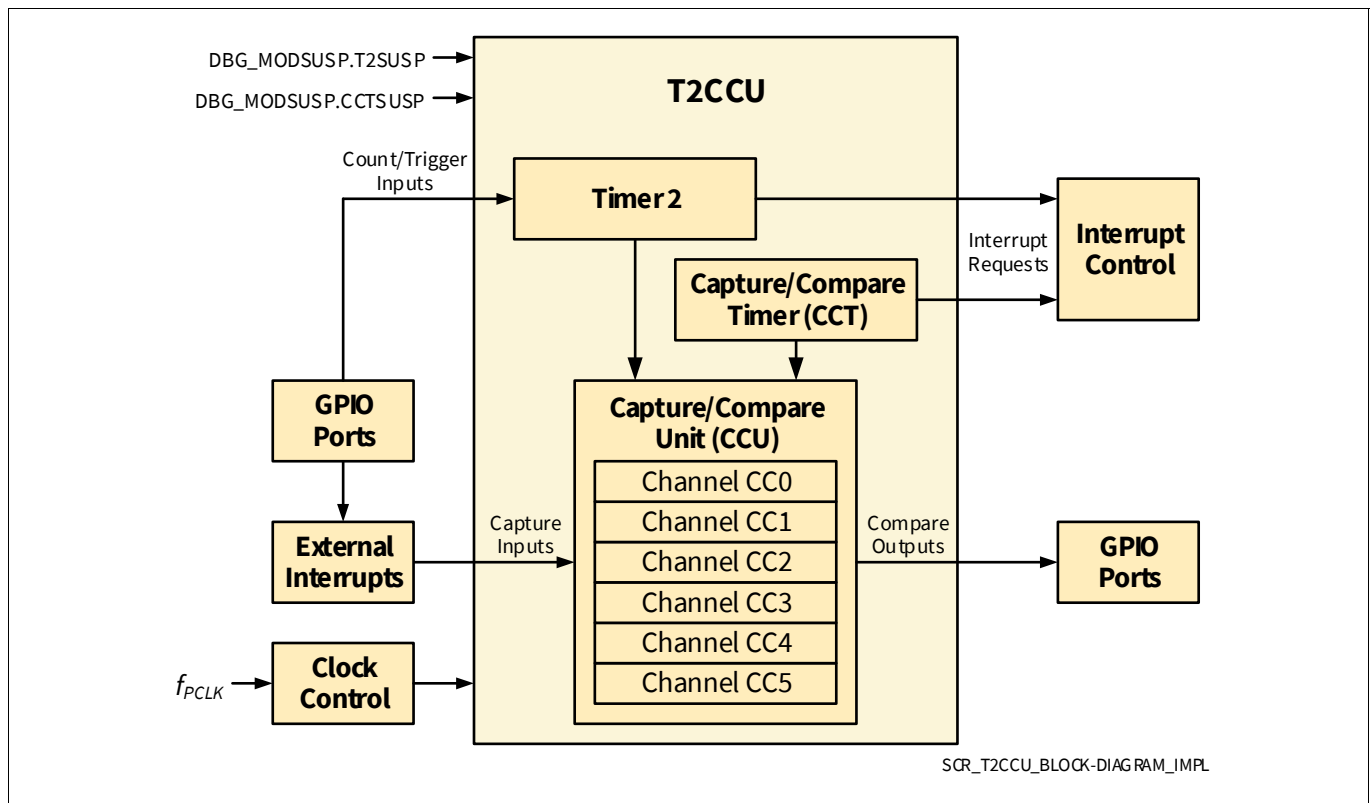 DBG_MODSUSP.T2SUSP
DBG_MODSUSP.CCTSUSP
T2CCU
Count/Trigger
Inputs
Timer 2
Interrupt
Requests
Interrupt
Control
Capture/Compare
Timer (CCT)
GPIO
Ports
Capture/Compare
Unit (CCU)
Channel CC0
Channel CC1
Channel CC2
Channel CC3
Channel CC4
Channel CC5
External
Interrupts
Capture
Inputs
Compare
Outputs
GPIO
Ports
fPCLK
Clock
Control
SCR_T2CCU_BLOCK-DIAGRAM_IMPL